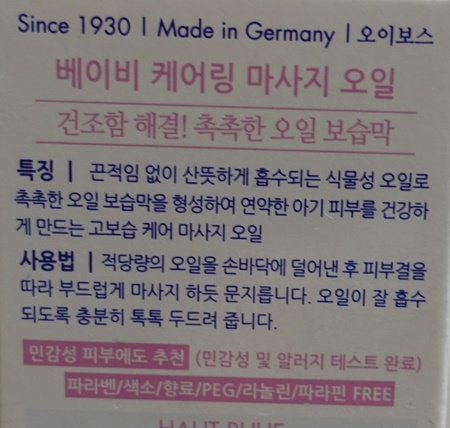 Since 1930 | Made in Germany | 오이보스
베이비 케어링 마사지 오일
건조함 해결! 촉촉한 오일 보습막
특징 | 끈적임 없이 산뜻하게 흡수되는 식물성 오일로
촉촉한 오일 보습막을 형성하여 연약한 아기 피부를 건강하
게 만드는 고보습 케어 마사지 오일
사용법 | 적당량의 오일을 손바닥에 덜어낸 후 피부결을
따라 부드럽게 마사지 하듯 문지릅니다. 오일이 잘 흡수
되도록 충분히 톡톡 두드려 줍니다.
민감성 피부에도 추천 (민감성 및 알러지 테스트 완료)
파라벤/색소/향료/PEG/라놀린/파라핀 FREE